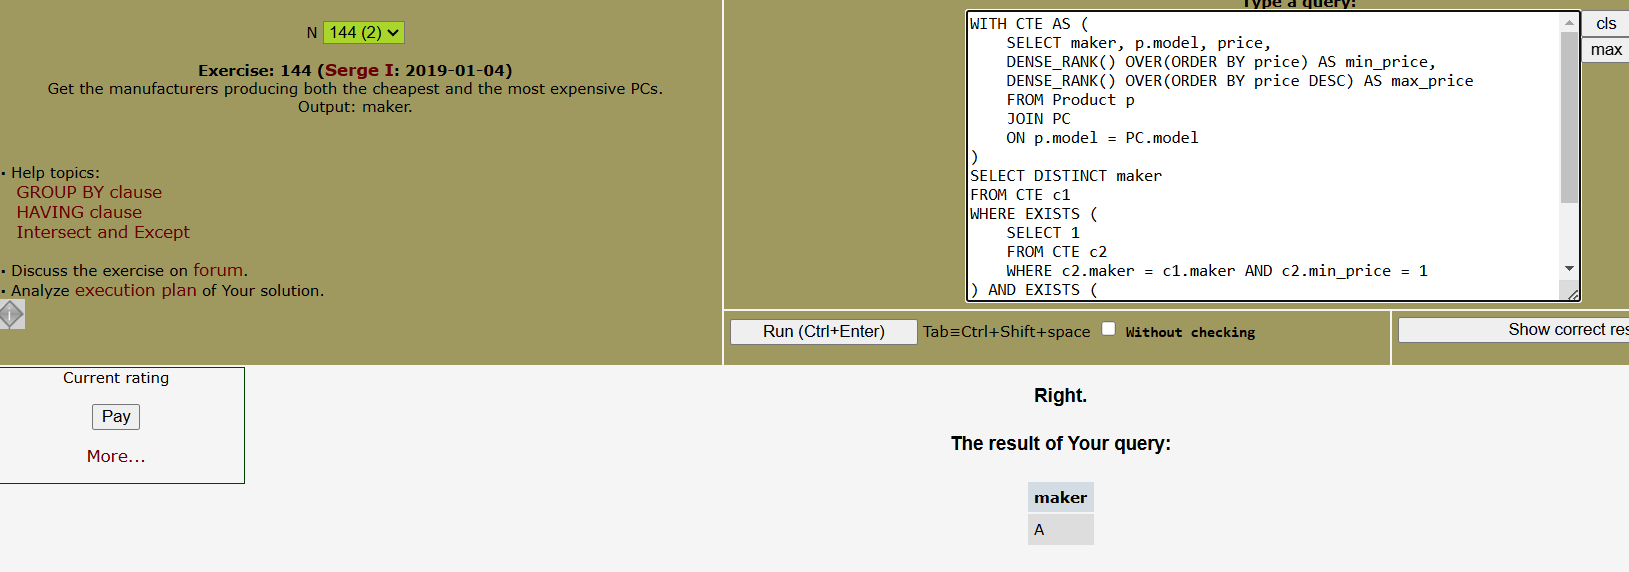 N 144 (2)
Exercise: 144 (Serge I: 2019-01-04)
Get the manufacturers producing both the cheapest and the most expensive PCs.
Output: maker.
• Help topics:
GROUP BY clause
HAVING clause
Intersect and Except
• Discuss the exercise on forum.
• Analyze execution plan of Your solution.
Type a query:
WITH CTE AS (
    SELECT maker, p.model, price,
    DENSE_RANK() OVER(ORDER BY price) AS min_price,
    DENSE_RANK() OVER(ORDER BY price DESC) AS max_price
    FROM Product p
    JOIN PC
    ON p.model = PC.model
)
SELECT DISTINCT maker
FROM CTE c1
WHERE EXISTS (
    SELECT 1
    FROM CTE c2
    WHERE c2.maker = c1.maker AND c2.min_price = 1
) AND EXISTS (
cls
max
Run (Ctrl+Enter) Tab≡Ctrl+Shift+space Without checking
Show correct res
Current rating
Pay
More...
Right.
The result of Your query:
maker
A